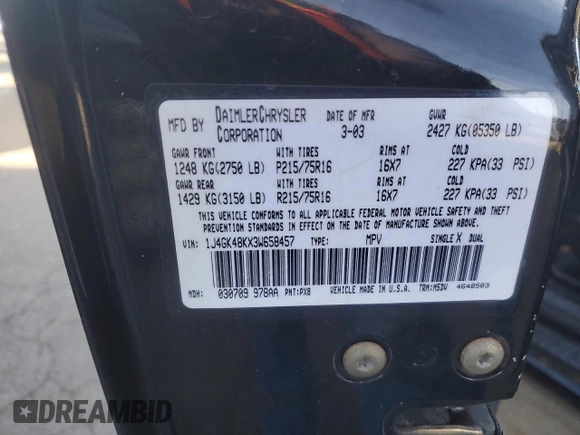 MFD BY DAIMLERCHRYSLER CORPORATION DATE OF MFR 3-03 GVWR 2427 KG(05350 LB)
GAWR FRONT WITH TIRES RIMS AT COLD
1248 KG(2750 LB) P215/75R16 16X7 227 KPA(33 PSI)
GAWR REAR WITH TIRES RIMS AT COLD
1429 KG(3150 LB) R215/75R16 16X7 227 KPA(33 PSI)
THIS VEHICLE CONFORMS TO ALL APPLICABLE FEDERAL MOTOR VEHICLE SAFETY AND THEFT
PREVENTION STANDARDS IN EFFECT ON THE DATE OF MANUFACTURE SHOWN ABOVE.
VIN: 1J4GK48KX3W658457 TYPE: MPV SINGLE X DUAL
MDH: 030709 978AA PNT:PX8 VEHICLE MADE IN U.S.A. TRM:M5DV 4648503
DREAMBID